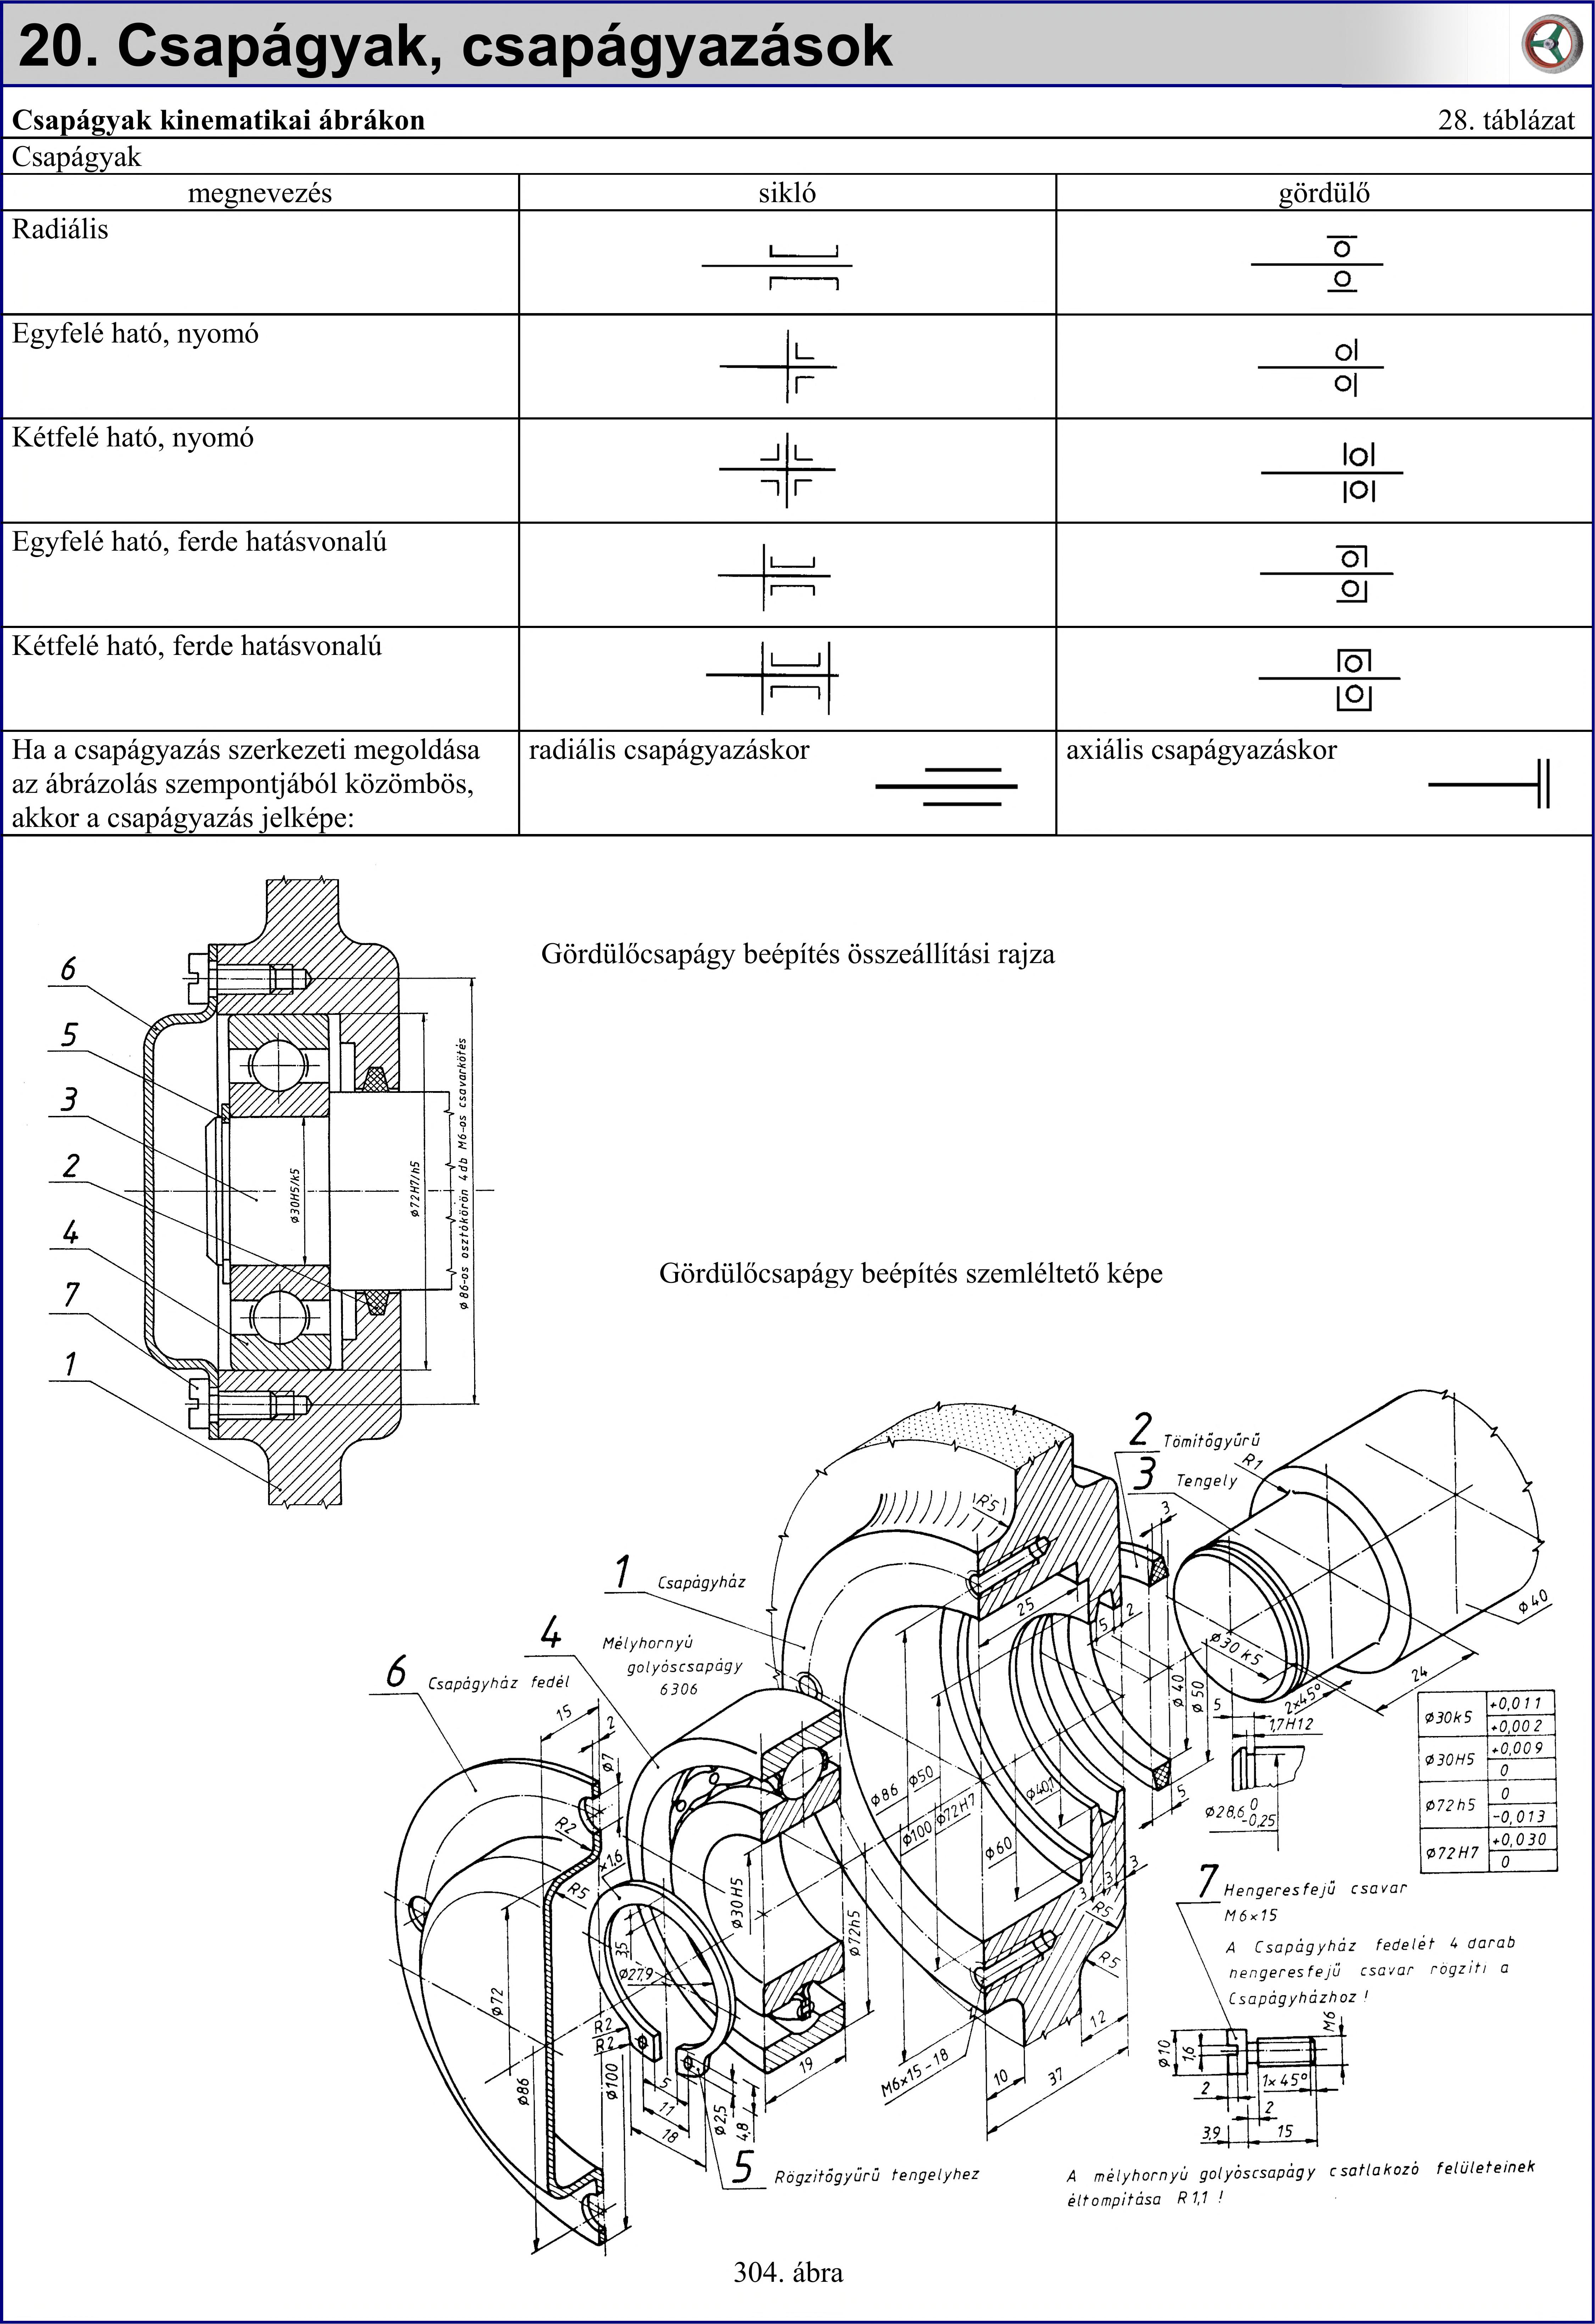 20. Csapágyak, csapágyazások
Csapágyak kinematikai ábrákon
28. táblázat
Csapágyak
megnevezés
sikló
gördülő
Radiális
Egyfelé ható, nyomó
Kétfelé ható, nyomó
Egyfelé ható, ferde hatásvonalú
Kétfelé ható, ferde hatásvonalú
Ha a csapágyazás szerkezeti megoldása
az ábrázolás szempontjából közömbös,
akkor a csapágyazás jelképe:
radiális csapágyazáskor
axiális csapágyazáskor
Gördülőcsapágy beépítés összeállítási rajza
6
5
3
2
4
7
1
ø30H5/k5
ø72H7/h5
ø86-os osztókörön 4db M6-os csavarkötés
Gördülőcsapágy beépítés szemléltető képe
2 Tömítőgyűrű
3 Tengely
R1
R5
3
1 Csapágyház
25
5
2
ø40
4 Mélyhornyú
golyóscsapágy
6306
6 Csapágyház fedél
15
2
ø7
R2
×1,6
R5
ø30k5
24
2×45°
5
1,7H12
ø40
ø50
5
ø28,6 0
-0,25
ø30k5
+0,011
+0,002
ø30H5
+0,009
0
ø72h5
0
-0,013
ø72H7
+0,030
0
ø86
ø50
ø100
ø72H7
ø40,1
ø60
3
3
3
R5
R5
ø30H5
ø72h5
35
ø27,9
ø72
R2
R2
ø86
ø100
5
11
18
ø2,5
4,8
19
M6×15-18
10
37
12
5 Rögzítőgyűrű tengelyhez
7 Hengeresfejű csavar
M6×15
A Csapágyház fedelét 4 darab
hengeresfejű csavar rögzíti a
Csapágyházhoz !
M6
ø10
1,6
2
1×45°
2
3,9
15
A mélyhornyú golyóscsapágy csatlakozó felületeinek
éltompítása R1,1 !
304. ábra